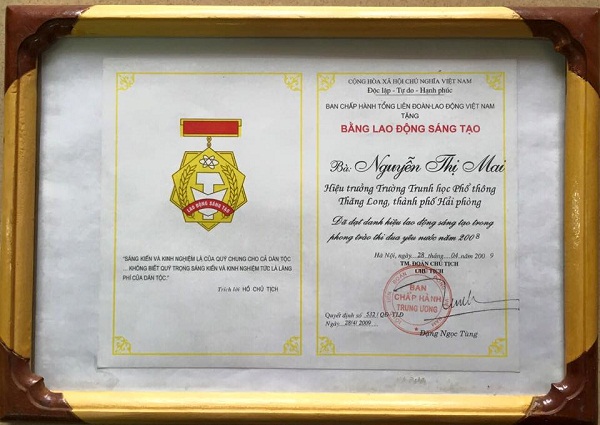 LAO ĐỘNG SÁNG TẠO
"SÁNG KIẾN VÀ KINH NGHIỆM LÀ CỦA QUÝ CHUNG CHO CẢ DÂN TỘC
... KHÔNG BIẾT QUÝ TRỌNG SÁNG KIẾN VÀ KINH NGHIỆM TỨC LÀ LÃNG
PHÍ CỦA DÂN TỘC."
Trích lời HỒ CHỦ TỊCH
CỘNG HÒA XÃ HỘI CHỦ NGHĨA VIỆT NAM
Độc lập - Tự do - Hạnh phúc
BAN CHẤP HÀNH TỔNG LIÊN ĐOÀN LAO ĐỘNG VIỆT NAM
TẶNG
BẰNG LAO ĐỘNG SÁNG TẠO
Bà. Nguyễn Thị Mai
Hiệu trưởng Trường Trunh học Phổ thông
Thăng Long, thành phố Hải phòng
Đã đạt danh hiệu lao động sáng tạo trong
phong trào thi đua yêu nước năm 2008
Hà Nội, ngày 28 tháng 04 năm 2009
TM. ĐOÀN CHỦ TỊCH
CHỦ TỊCH
BAN
CHẤP HÀNH
TRUNG ƯƠNG
Quyết định số 513/QĐ/TLĐ
Ngày 28/4/2009
Đặng Ngọc Tùng